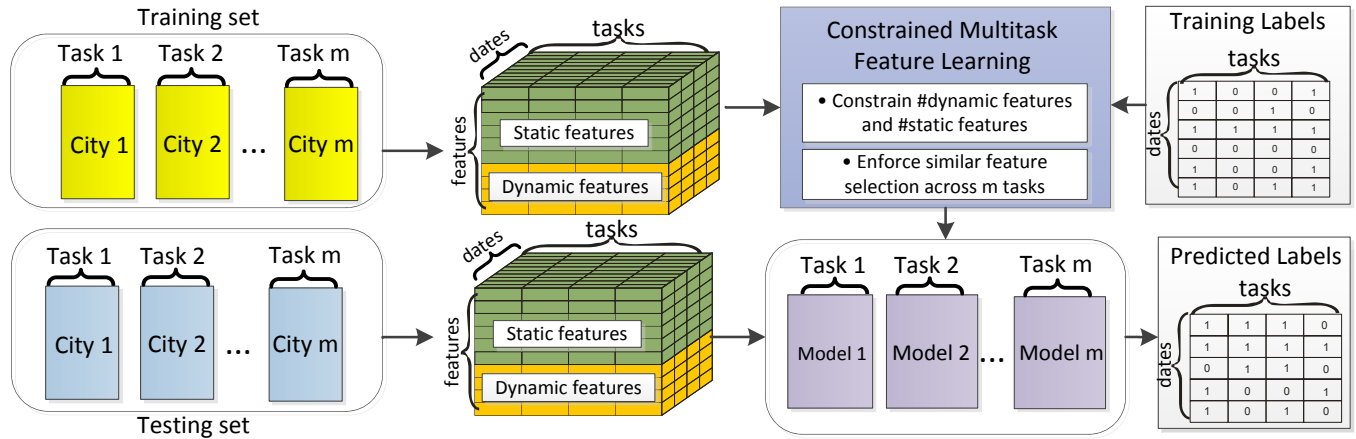 Training set
Task 1 Task 2 Task m
City 1 City 2 ... City m
dates
tasks
features
Static features
Dynamic features
Constrained Multitask
Feature Learning
• Constrain #dynamic features
and #static features
• Enforce similar feature
selection across m tasks
Training Labels
tasks
dates
1 0 0 1
0 0 1 0
1 1 1 1
0 0 0 0
0 0 0 1
1 0 1 1
Task 1 Task 2 Task m
City 1 City 2 ... City m
Testing set
dates
tasks
features
Static features
Dynamic features
Task 1 Task 2 Task m
Model 1 Model 2 ... Model m
Predicted Labels
tasks
dates
1 1 1 0
1 1 1 1
0 1 1 0
1 0 0 1
1 0 1 0